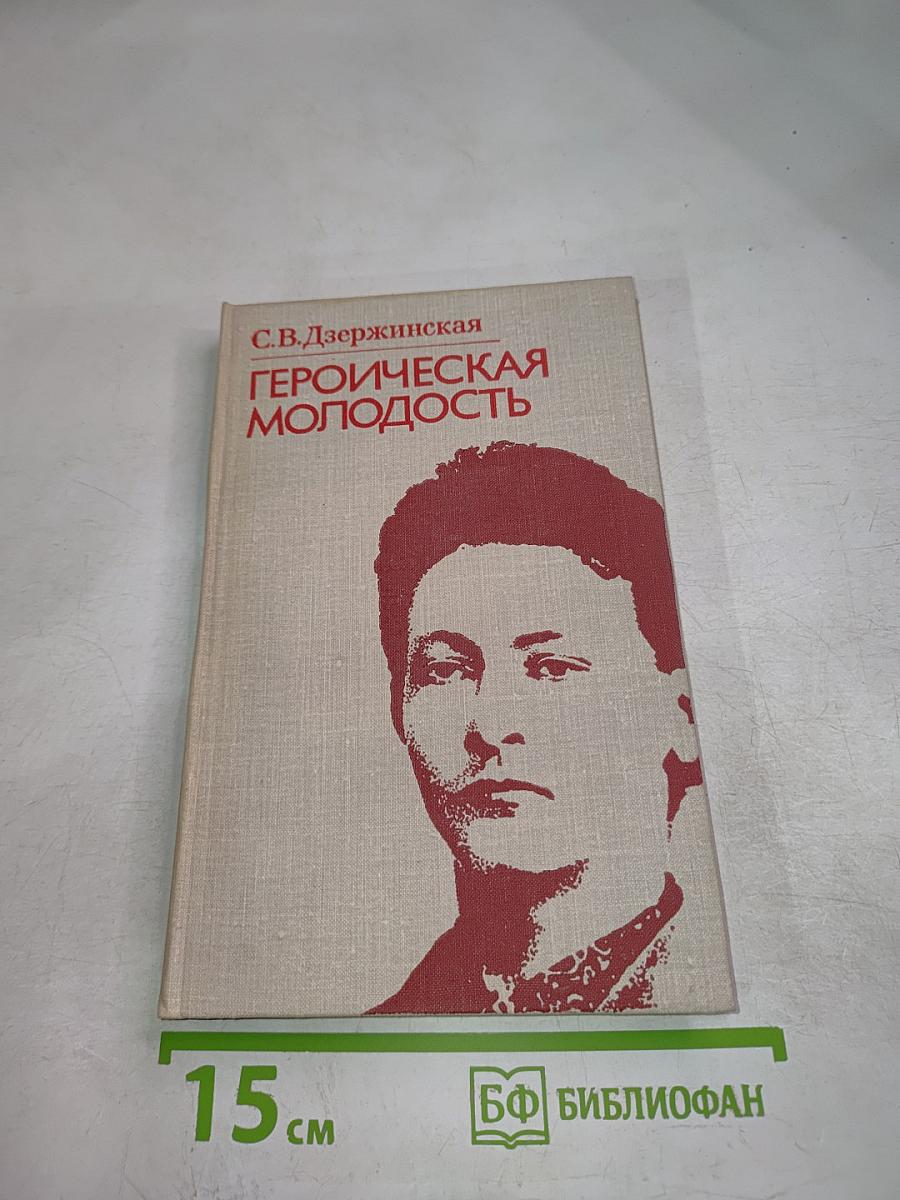 С.В.Дзержинская
ГЕРОИЧЕСКАЯ
МОЛОДОСТЬ
15 см
БФ БИБЛИОФАН